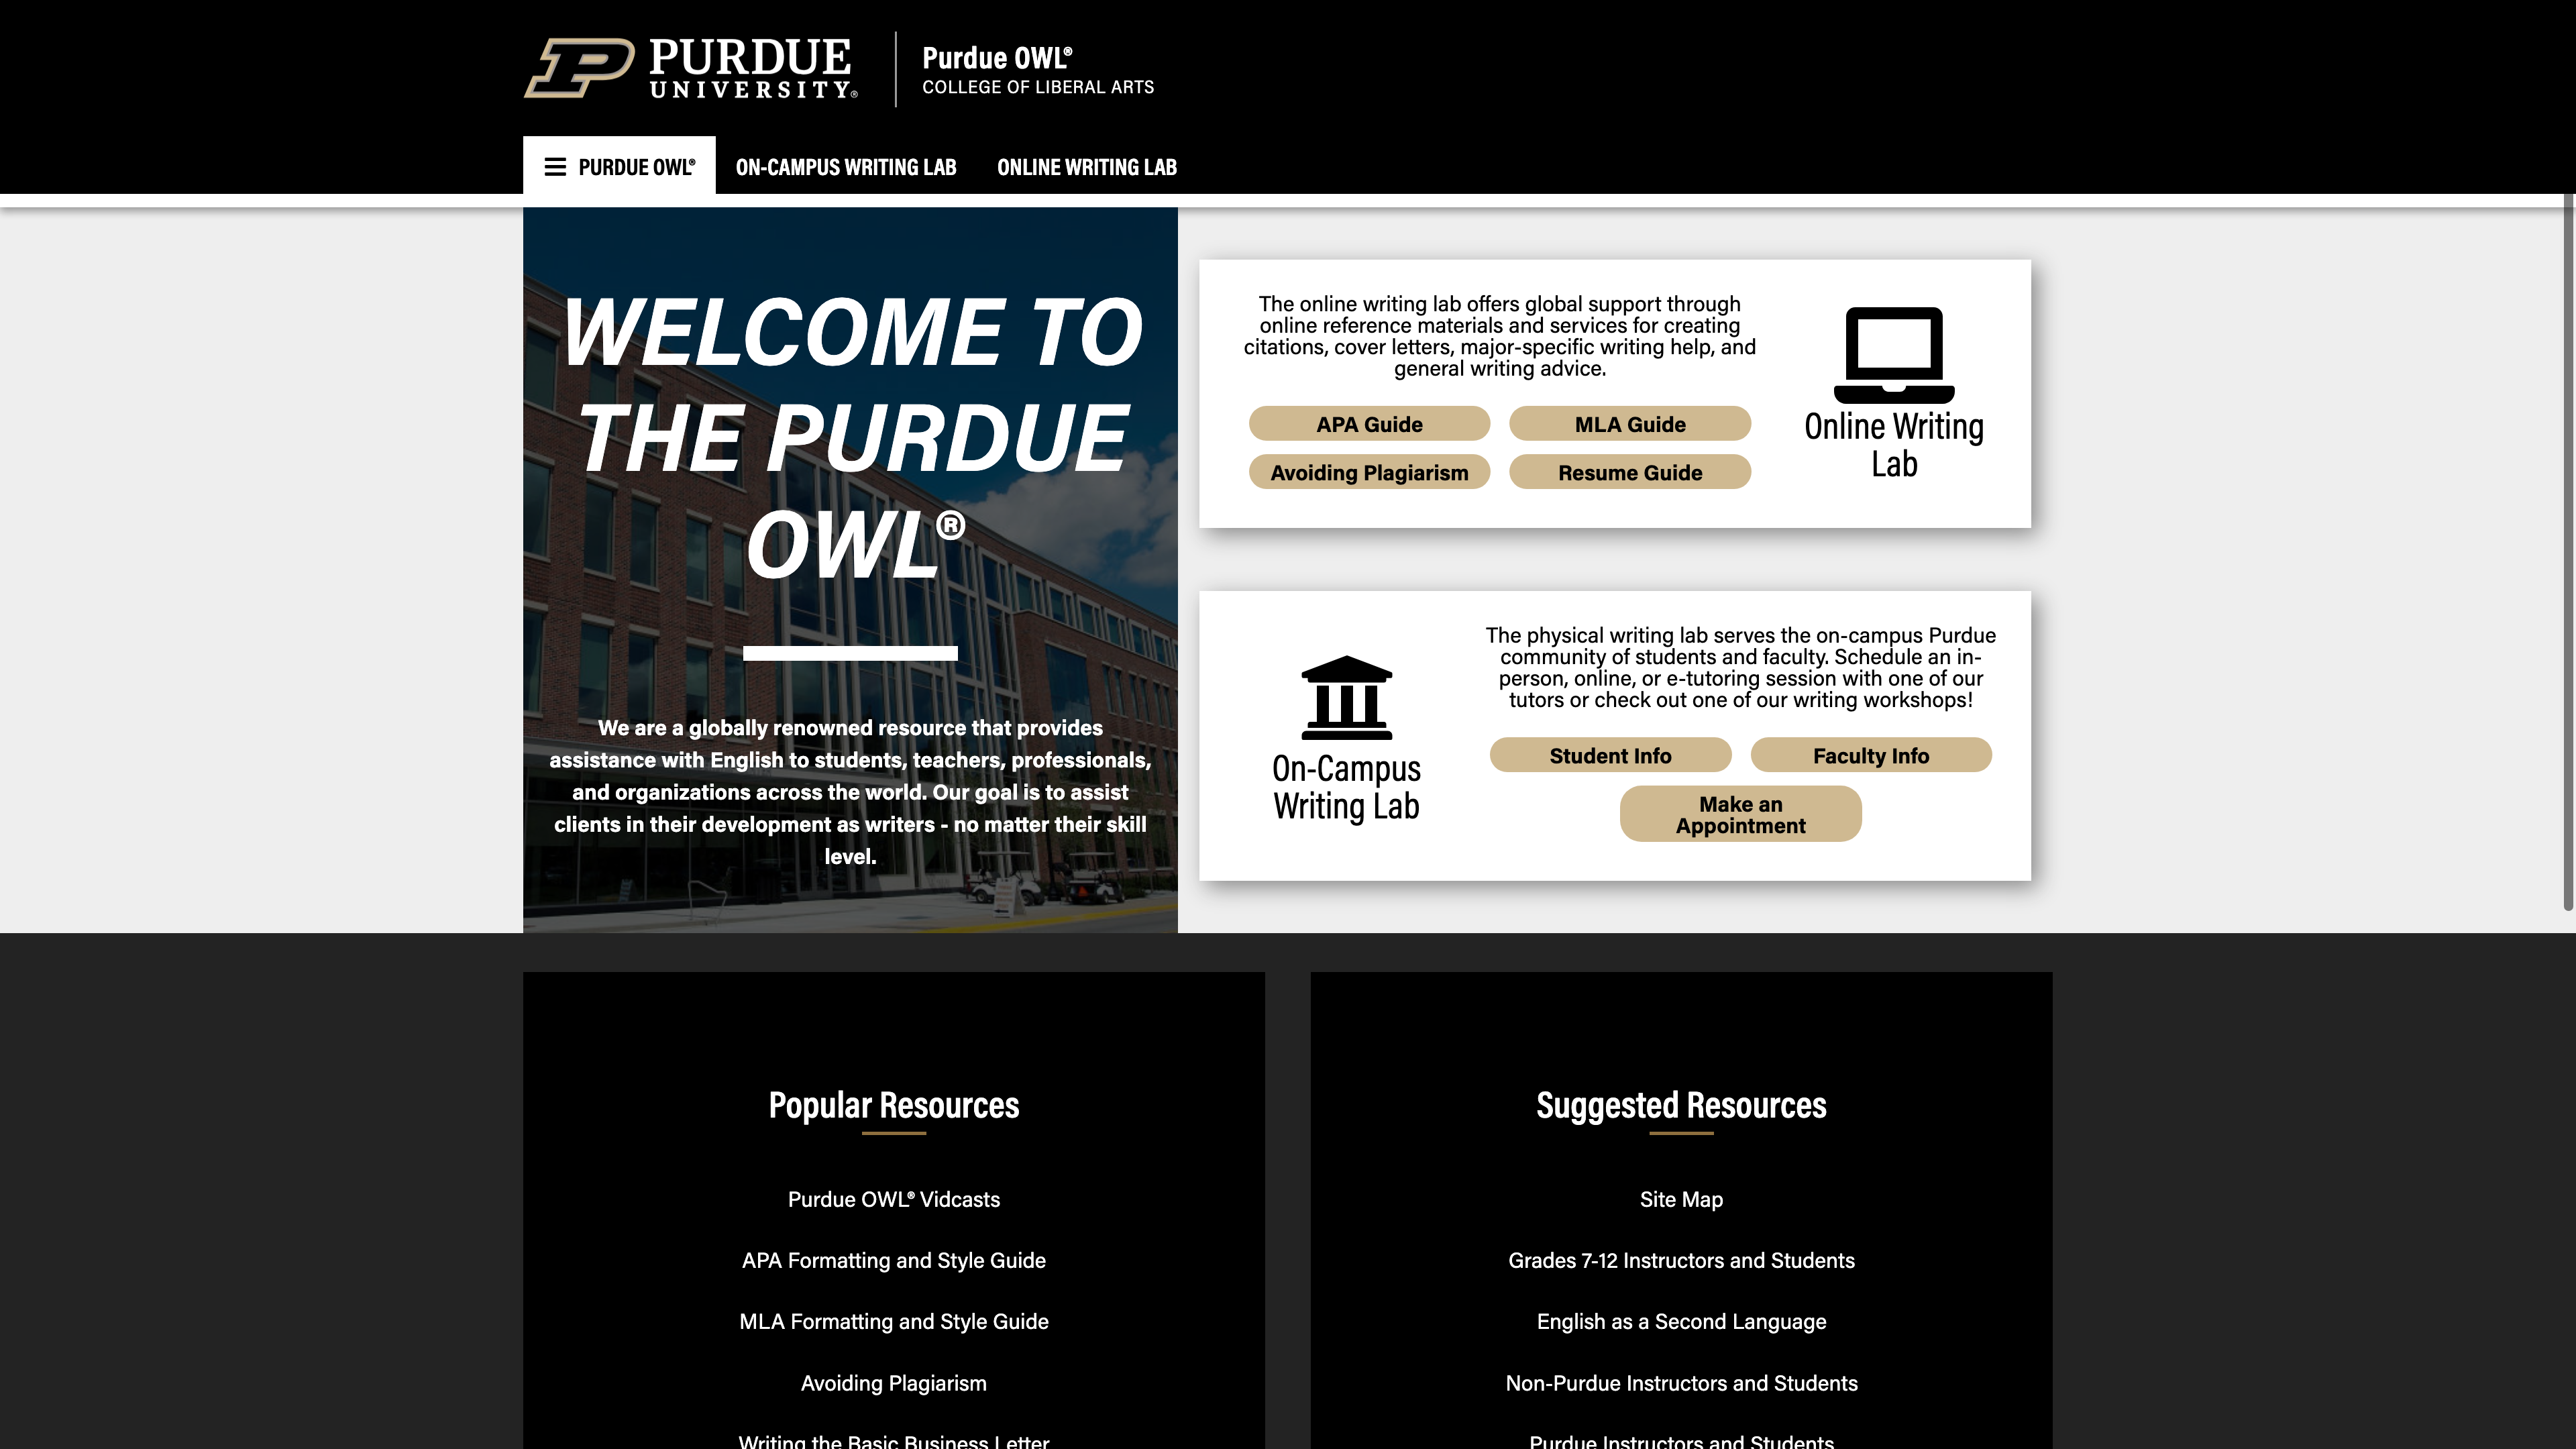 PURDUE
UNIVERSITY®
Purdue OWL®
COLLEGE OF LIBERAL ARTS
PURDUE OWL®
ON-CAMPUS WRITING LAB
ONLINE WRITING LAB
WELCOME TO
THE PURDUE
OWL®
We are a globally renowned resource that provides
assistance with English to students, teachers, professionals,
and organizations across the world. Our goal is to assist
clients in their development as writers - no matter their skill
level.
The online writing lab offers global support through
online reference materials and services for creating
citations, cover letters, major-specific writing help, and
general writing advice.
APA Guide
MLA Guide
Avoiding Plagiarism
Resume Guide
Online Writing
Lab
On-Campus
Writing Lab
The physical writing lab serves the on-campus Purdue
community of students and faculty. Schedule an in-
person, online, or e-tutoring session with one of our
tutors or check out one of our writing workshops!
Student Info
Faculty Info
Make an
Appointment
Popular Resources
Purdue OWL® Vidcasts
APA Formatting and Style Guide
MLA Formatting and Style Guide
Avoiding Plagiarism
Writing the Basic Business Letter
Suggested Resources
Site Map
Grades 7-12 Instructors and Students
English as a Second Language
Non-Purdue Instructors and Students
Purdue Instructors and Students